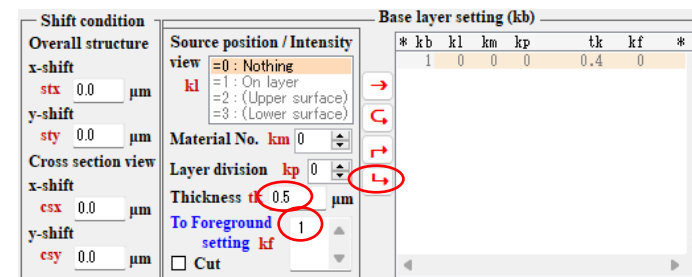 Shift condition
Overall structure
x-shift
stx 0.0 μm
y-shift
sty 0.0 μm
Cross section view
x-shift
csx 0.0 μm
y-shift
csy 0.0 μm
Source position / Intensity
view kl
=0 : Nothing
=1 : On layer
=2 : (Upper surface)
=3 : (Lower surface)
Material No. km 0
Layer division kp 0
Thickness tk 0.5 μm
To Foreground 1
setting kf
Cut
Base layer setting (kb)
* kb kl km kp tk kf *
1 0 0 0 0.4 0